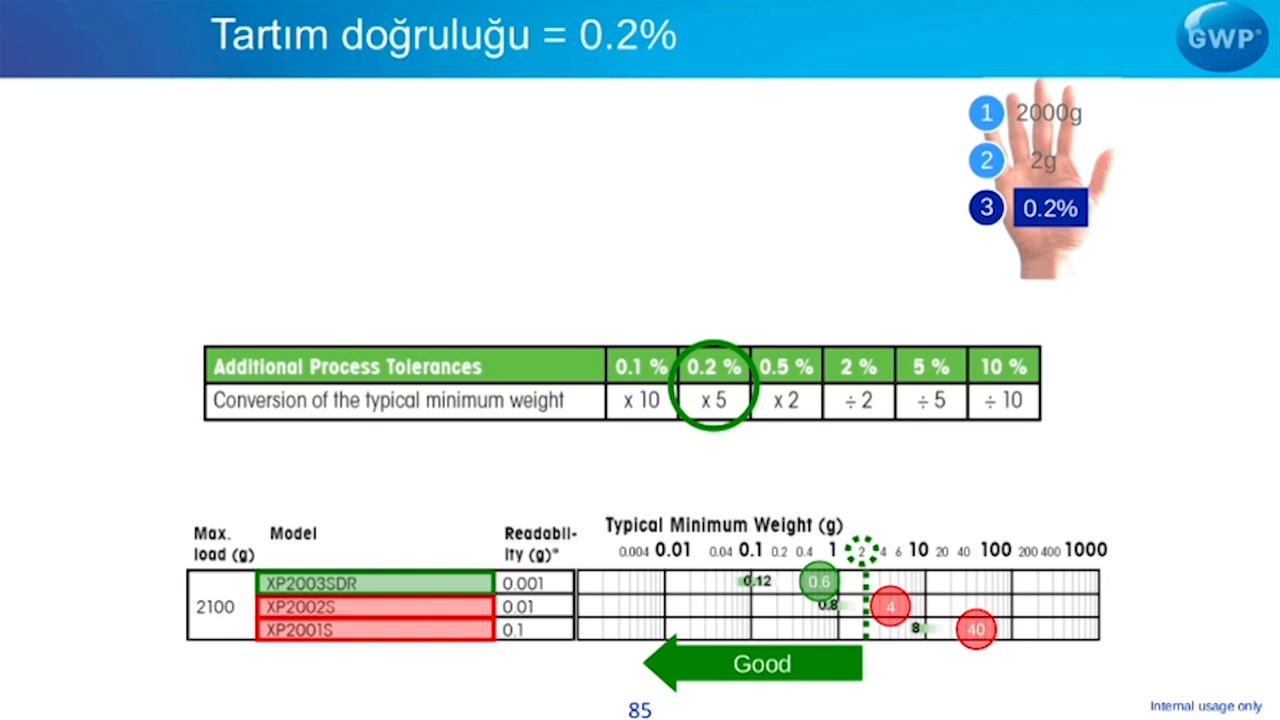 Tartım doğruluğu = 0.2%
GWP®
1 2000g
2 2g
3 0.2%
Additional Process Tolerances 0.1 % 0.2 % 0.5 % 2 % 5 % 10 %
Conversion of the typical minimum weight x 10 x 5 x 2 ÷ 2 ÷ 5 ÷ 10
Max. load (g) Model Readabili-ity (g)* Typical Minimum Weight (g)
0.004 0.01 0.04 0.1 0.2 0.4 1 2 4 6 10 20 40 100 200 400 1000
2100
XP2003SDR 0.001 0.12 0.6
XP2002S 0.01 0.8 4
XP2001S 0.1 8 40
Good
85
Internal usage only